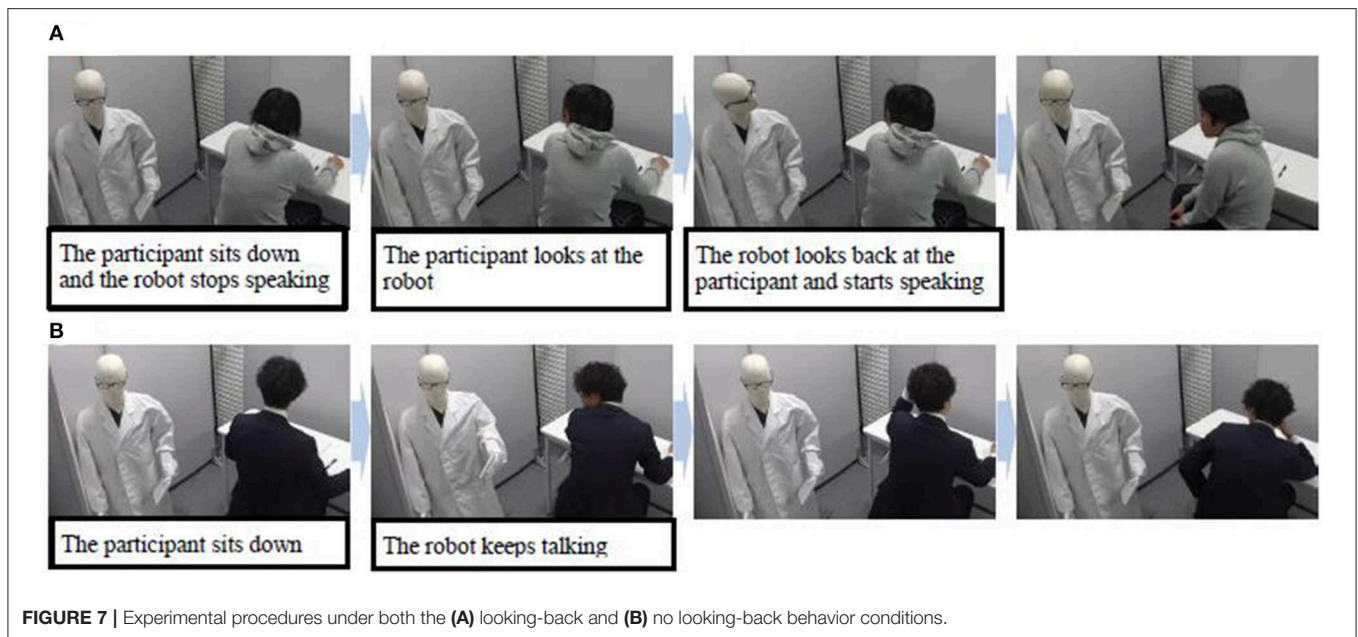 A
The participant sits down
and the robot stops speaking
The participant looks at the
robot
The robot looks back at the
participant and starts speaking
B
The participant sits down
The robot keeps talking
FIGURE 7 | Experimental procedures under both the (A) looking-back and (B) no looking-back behavior conditions.